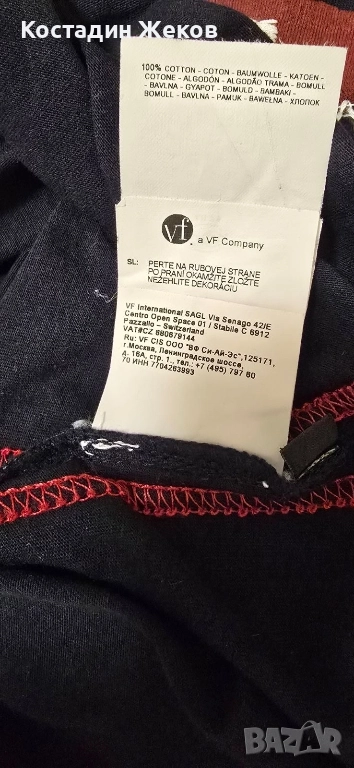 Костадин Жеков
100% COTTON - COTON - BAUMWOLLE - KATOEN -
COTONE - ALGODÓN - ALGODÃO TRAMA - BOMULL
- BAVLNA - GYAPOT - BOMULD - BAMBAKI -
BOMULL - BAVLNA - PAMUK - BAWEŁNA - ХЛОПОК
vf. a VF Company
SL: PERTE NA RUBOVEJ STRANE
PO PRANÍ OKAMŽITE ZLOŽTE
NEŽEHLITE DEKORÁCIU
VF International SAGL Via Senago 42/E
Centro Open Space 01 / Stabile C 6912
Pazzallo - Switzerland
VAT#CZ 680679144
Ru: VF CIS ООО "ВФ Си-Ай-Эс",125171,
г.Москва, Ленинградское шоссе,
д. 16А, стр. 1., тел.: +7 (495) 797 80
70 ИНН 7704263993
BAZAR